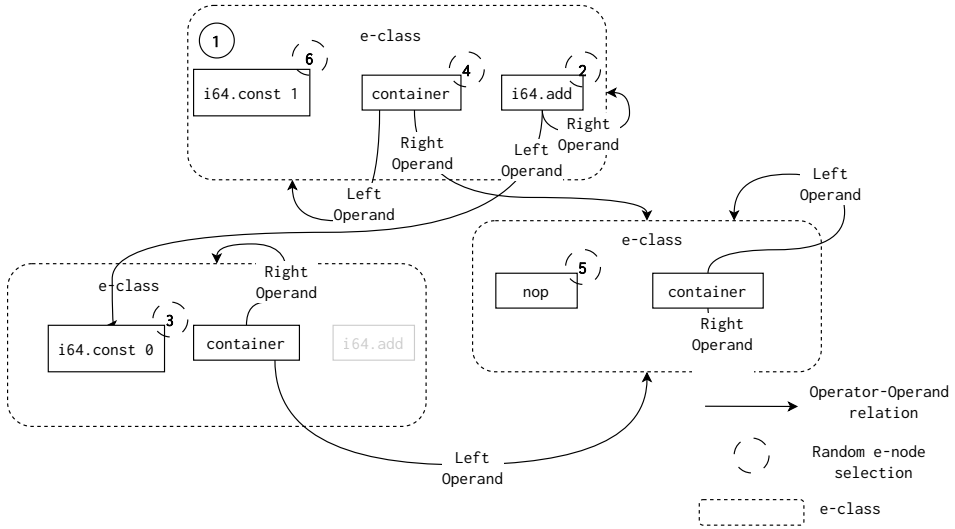 1
e-class
6
4
2
i64.const 1
container
i64.add
Right
Operand
Right
Operand
Left
Operand
Left
Operand
Left
Operand
e-class
5
nop
container
Right
Operand
Right
Operand
e-class
3
i64.const 0
container
i64.add
Left
Operand
Operator-Operand
relation
Random e-node
selection
e-class